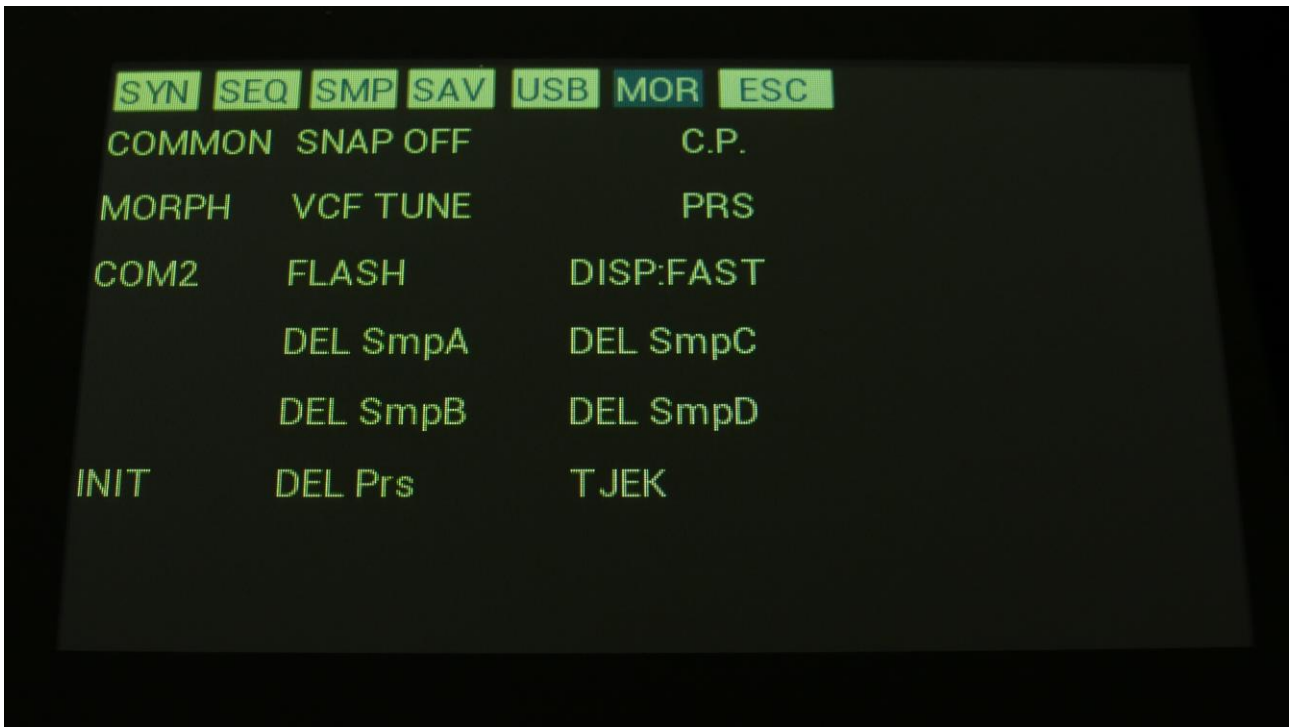 SYN SEQ SMP SAV USB MOR ESC
COMMON SNAP OFF C.P.
MORPH VCF TUNE PRS
COM2 FLASH DISP:FAST
DEL SmpA DEL SmpC
DEL SmpB DEL SmpD
INIT DEL Prs TJEK